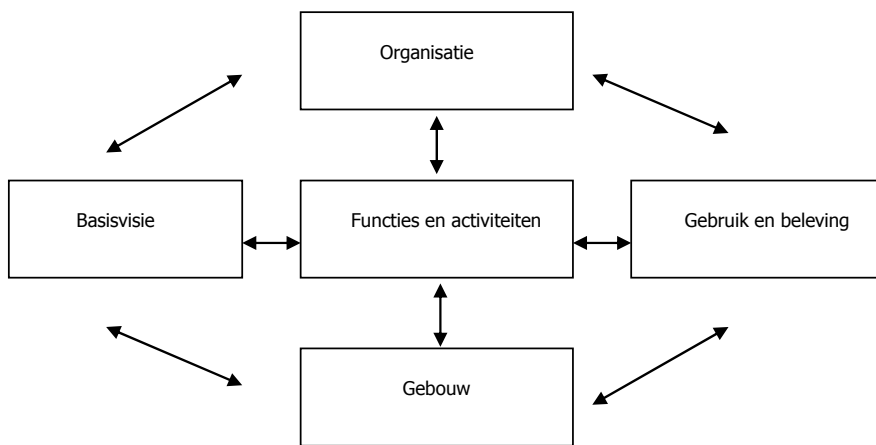 Organisatie
Basisvisie
Functies en activiteiten
Gebruik en beleving
Gebouw